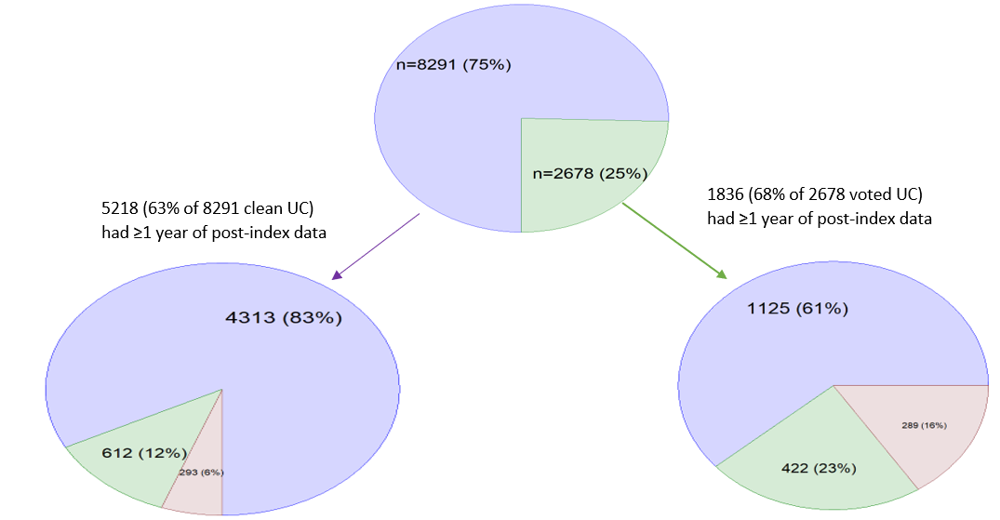 n=8291 (75%)
n=2678 (25%)
5218 (63% of 8291 clean UC)
had ≥1 year of post-index data
1836 (68% of 2678 voted UC)
had ≥1 year of post-index data
4313 (83%)
612 (12%)
293 (6%)
1125 (61%)
289 (16%)
422 (23%)